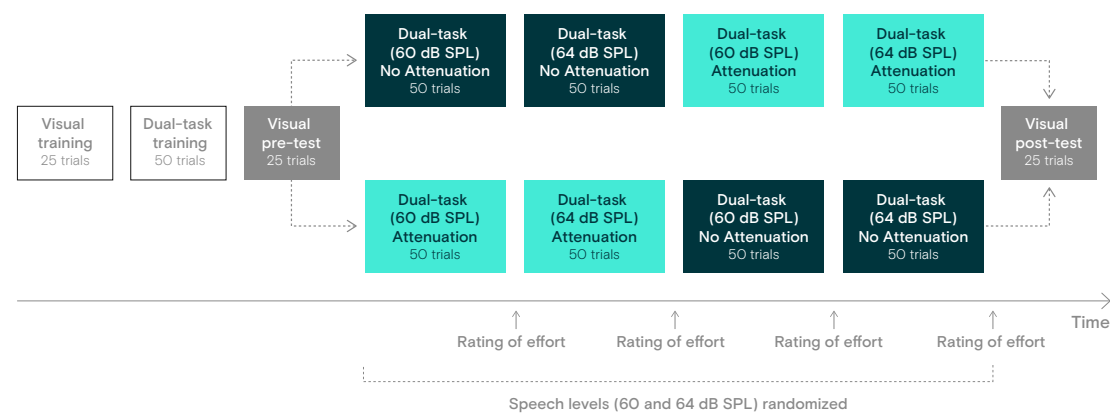 Visual
training
25 trials
Dual-task
training
50 trials
Visual
pre-test
25 trials
Dual-task
(60 dB SPL)
No Attenuation
50 trials
Dual-task
(64 dB SPL)
No Attenuation
50 trials
Dual-task
(60 dB SPL)
Attenuation
50 trials
Dual-task
(64 dB SPL)
Attenuation
50 trials
Dual-task
(60 dB SPL)
Attenuation
50 trials
Dual-task
(64 dB SPL)
Attenuation
50 trials
Dual-task
(60 dB SPL)
No Attenuation
50 trials
Dual-task
(64 dB SPL)
No Attenuation
50 trials
Visual
post-test
25 trials
Time
Rating of effort
Rating of effort
Rating of effort
Rating of effort
Speech levels (60 and 64 dB SPL) randomized